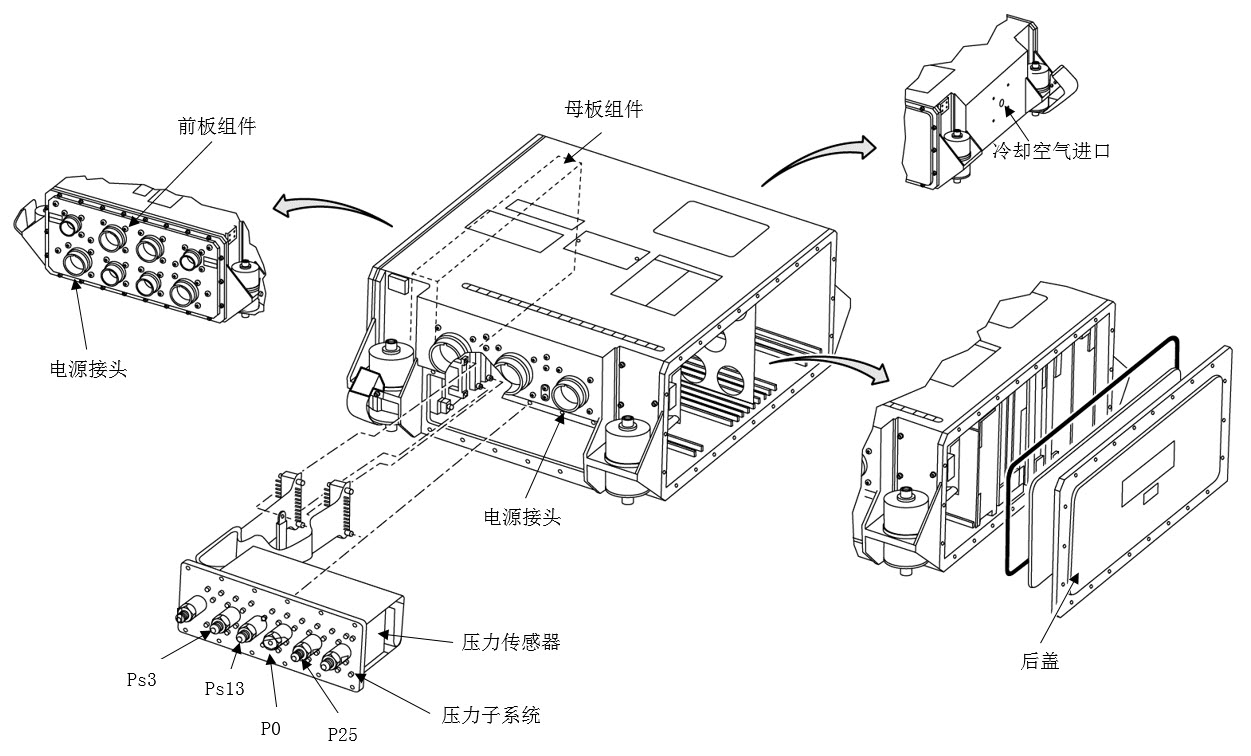 母板组件
前板组件
冷却空气进口
电源接头
电源接头
压力传感器
后盖
Ps3
Ps13
压力子系统
P0
P25